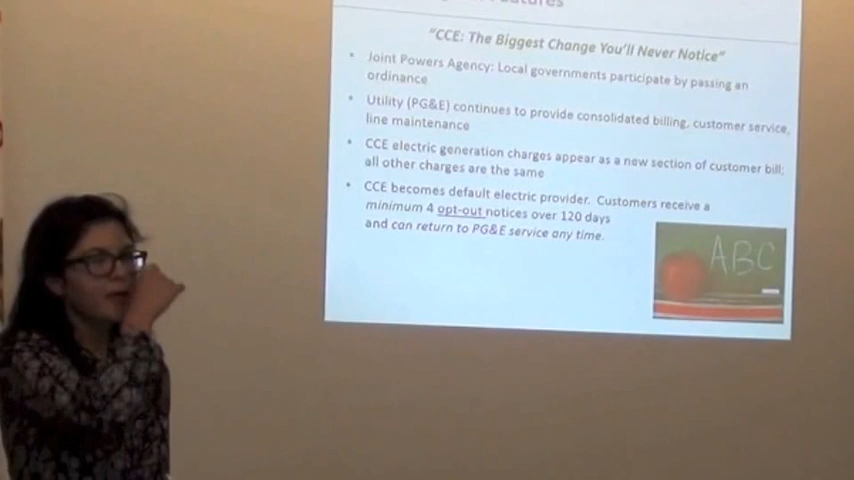 "CCE: The Biggest Change You'll Never Notice"
• Joint Powers Agency: Local governments participate by passing an
ordinance
• Utility (PG&E) continues to provide consolidated billing, customer service,
line maintenance
• CCE electric generation charges appear as a new section of customer bill;
all other charges are the same
• CCE becomes default electric provider. Customers receive a
minimum 4 opt-out notices over 120 days
and can return to PG&E service any time.
ABC